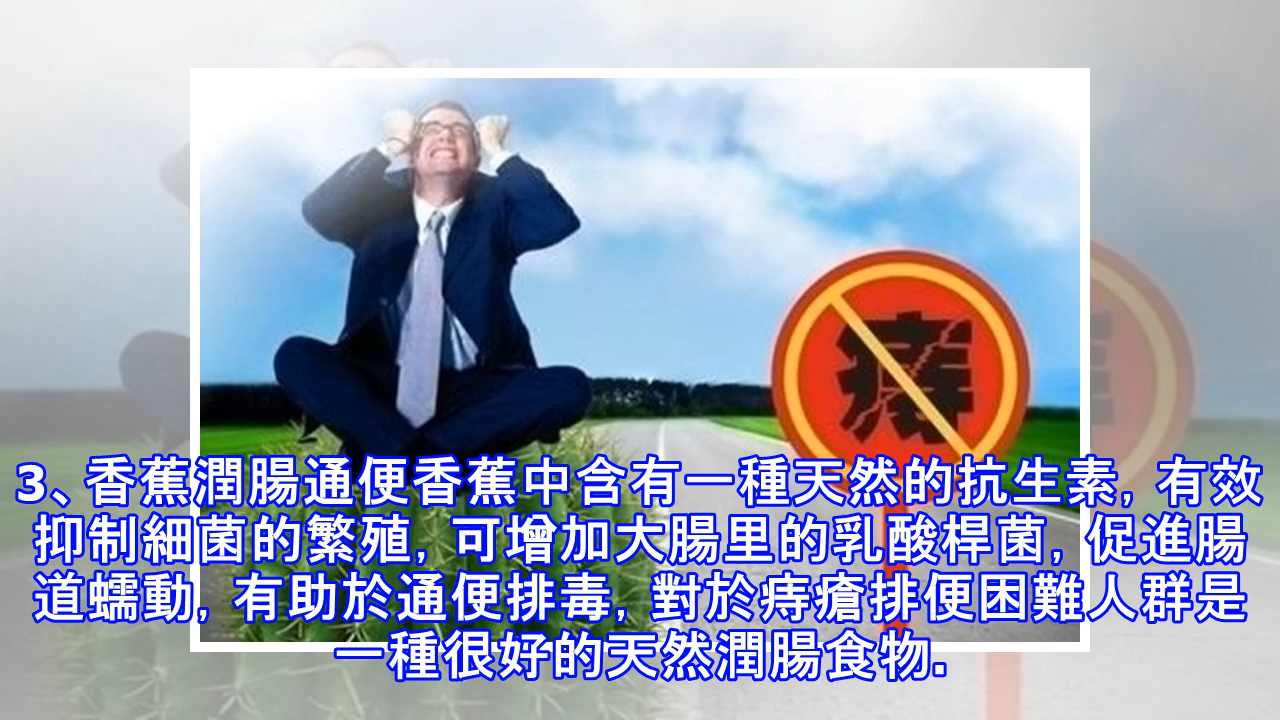 痔
3、香蕉潤腸通便香蕉中含有一種天然的抗生素, 有效
抑制細菌的繁殖, 可增加大腸里的乳酸桿菌, 促進腸
道蠕動, 有助於通便排毒, 對於痔瘡排便困難人群是
一種很好的天然潤腸食物.